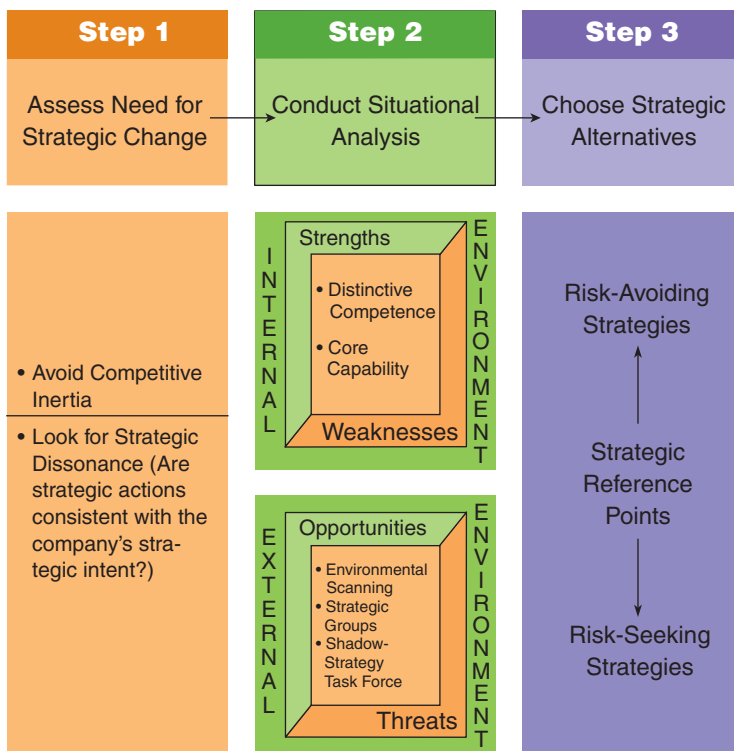 Step 1
Assess Need for
Strategic Change
• Avoid Competitive
Inertia
• Look for Strategic
Dissonance (Are
strategic actions
consistent with the
company's stra-
tegic intent?)
Step 2
Conduct Situational
Analysis
INTERNAL
ENVIRONMENT
Strengths
• Distinctive
Competence
• Core
Capability
Weaknesses
EXTERNAL
ENVIRONMENT
Opportunities
• Environmental
Scanning
• Strategic
Groups
• Shadow-
Strategy
Task Force
Threats
Step 3
Choose Strategic
Alternatives
Risk-Avoiding
Strategies
Strategic
Reference
Points
Risk-Seeking
Strategies